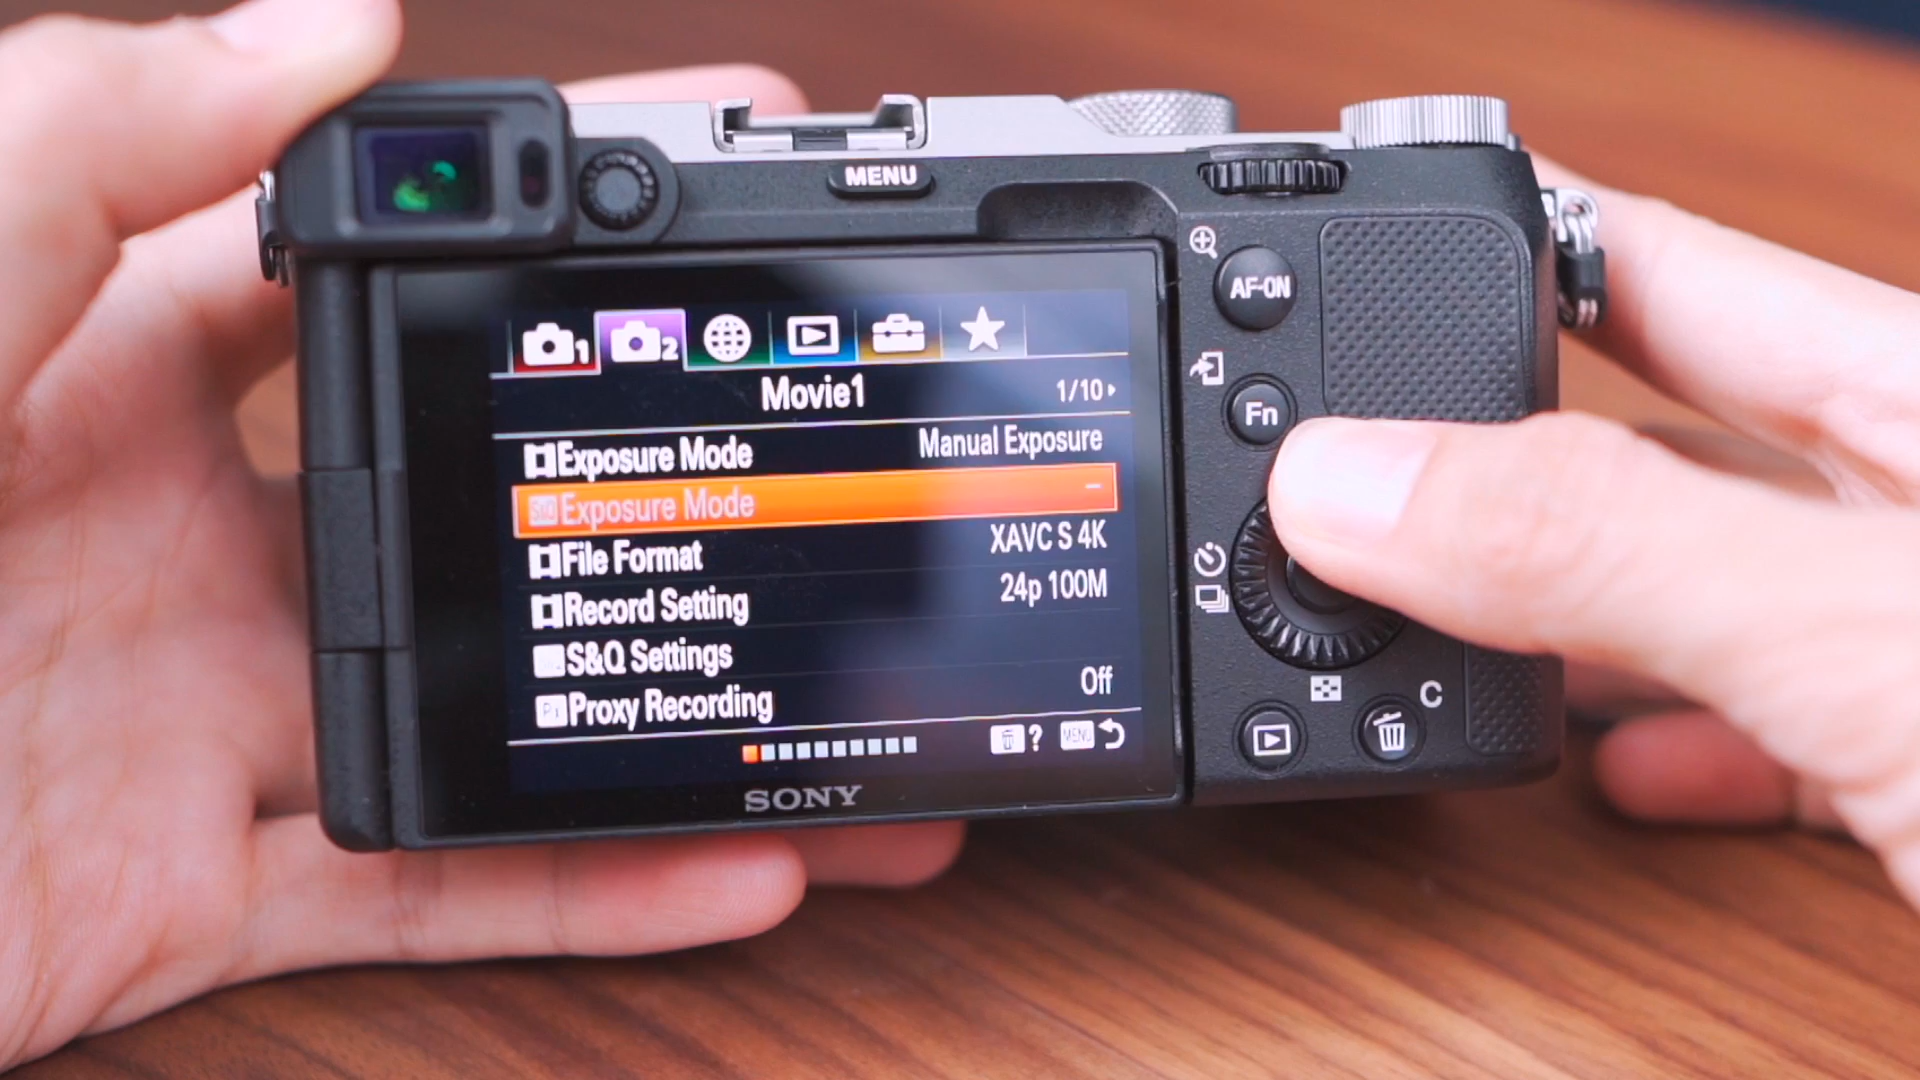 MENU
AF-ON
Fn
1
2
Movie1 1/10
Exposure Mode Manual Exposure
S&Q Exposure Mode –
File Format XAVC S 4K
Record Setting 24p 100M
S&Q Settings
Proxy Recording Off
? MENU
SONY
C